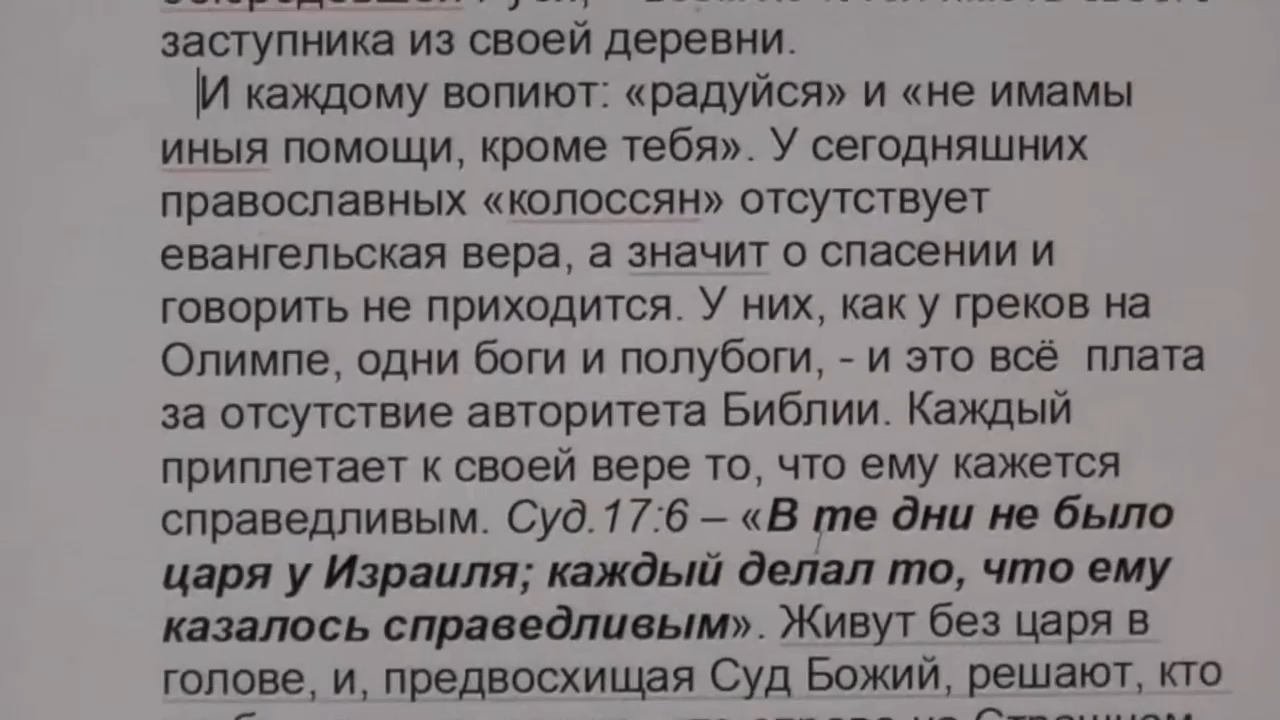 заступника из своей деревни.
И каждому вопиют: «радуйся» и «не имамы
иныя помощи, кроме тебя». У сегодняшних
православных «колоссян» отсутствует
евангельская вера, а значит о спасении и
говорить не приходится. У них, как у греков на
Олимпе, одни боги и полубоги, - и это всё  плата
за отсутствие авторитета Библии. Каждый
приплетает к своей вере то, что ему кажется
справедливым. Суд.17:6 – «В те дни не было
царя у Израиля; каждый делал то, что ему
казалось справедливым». Живут без царя в
голове, и, предвосхищая Суд Божий, решают, кто